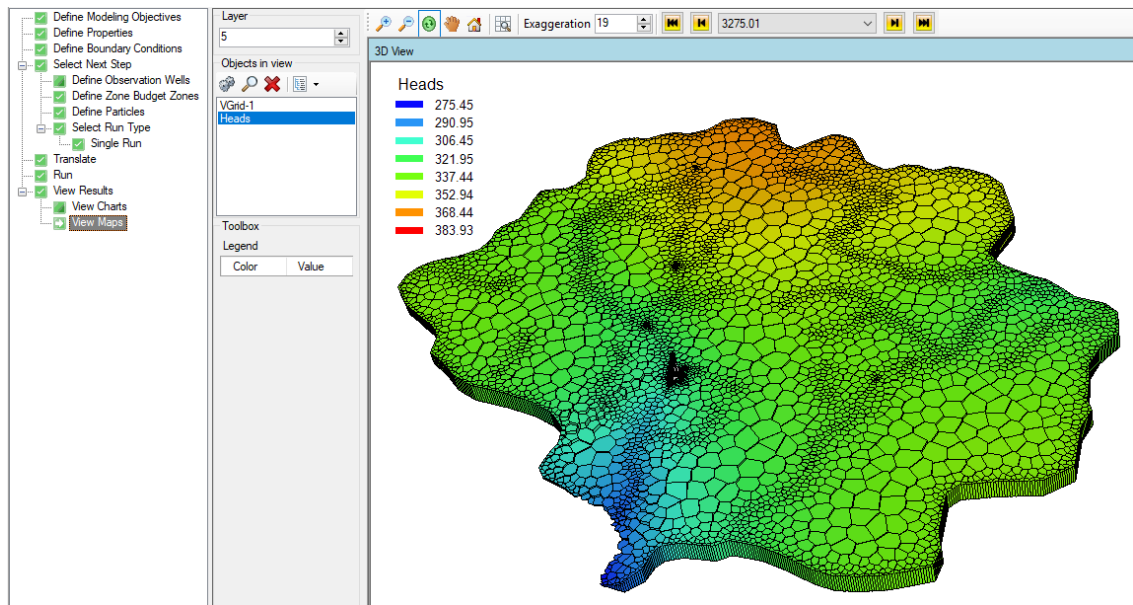 Define Modeling Objectives
Define Properties
Define Boundary Conditions
Select Next Step
Define Observation Wells
Define Zone Budget Zones
Define Particles
Select Run Type
Single Run
Translate
Run
View Results
View Charts
View Maps
Layer
5
Objects in view
VGrid-1
Heads
Toolbox
Legend
Color Value
Exaggeration 19 3275.01
3D View
Heads
275.45
290.95
306.45
321.95
337.44
352.94
368.44
383.93